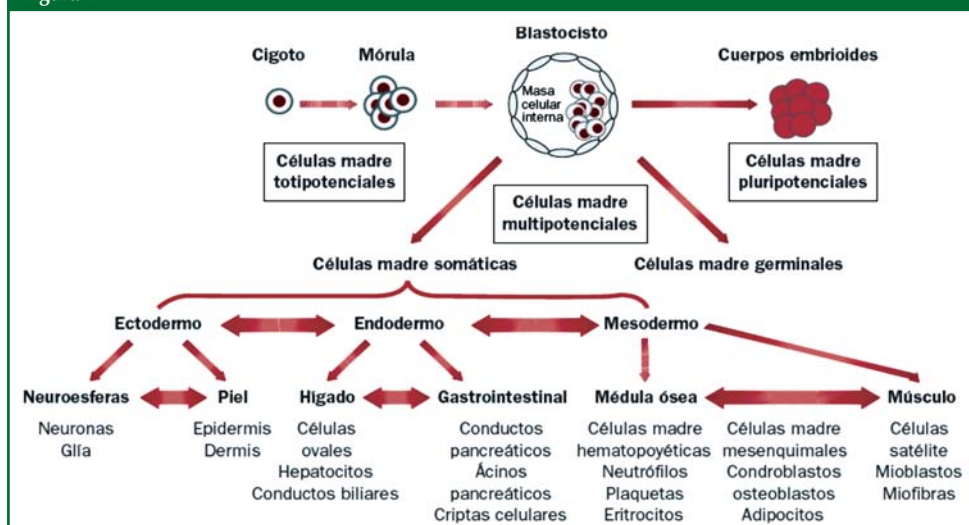 Blastocisto
Cigoto
Mórula
Cuerpos embrioides
Masa
celular
interna
Células madre
totipotenciales
Células madre
pluripotenciales
Células madre
multipotenciales
Células madre somáticas
Células madre germinales
Ectodermo
Endodermo
Mesodermo
Neuroesferas
Neuronas
Glía
Piel
Epidermis
Dermis
Hígado
Células
ovales
Hepatocitos
Conductos biliares
Gastrointestinal
Conductos
pancreáticos
Ácinos
pancreáticos
Criptas celulares
Médula ósea
Células madre
hematopoyéticas
Neutrófilos
Plaquetas
Eritrocitos
Células madre
mesenquimales
Condroblastos
osteoblastos
Adipocitos
Músculo
Células
satélite
Mioblastos
Miofibras